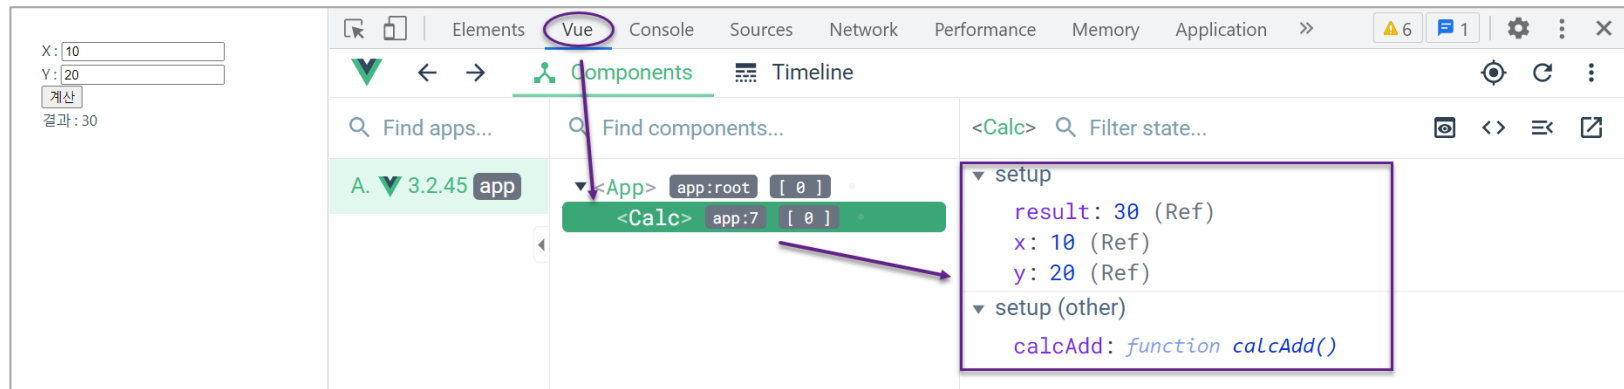 X : 10
Y : 20
계산
결과 : 30
Elements Vue Console Sources Network Performance Memory Application » 6 1
Components Timeline
Find apps... Find components... <Calc> Filter state...
A. 3.2.45 app
<App> app:root [ 0 ]
<Calc> app:7 [ 0 ]
setup
result: 30 (Ref)
x: 10 (Ref)
y: 20 (Ref)
setup (other)
calcAdd: function calcAdd()